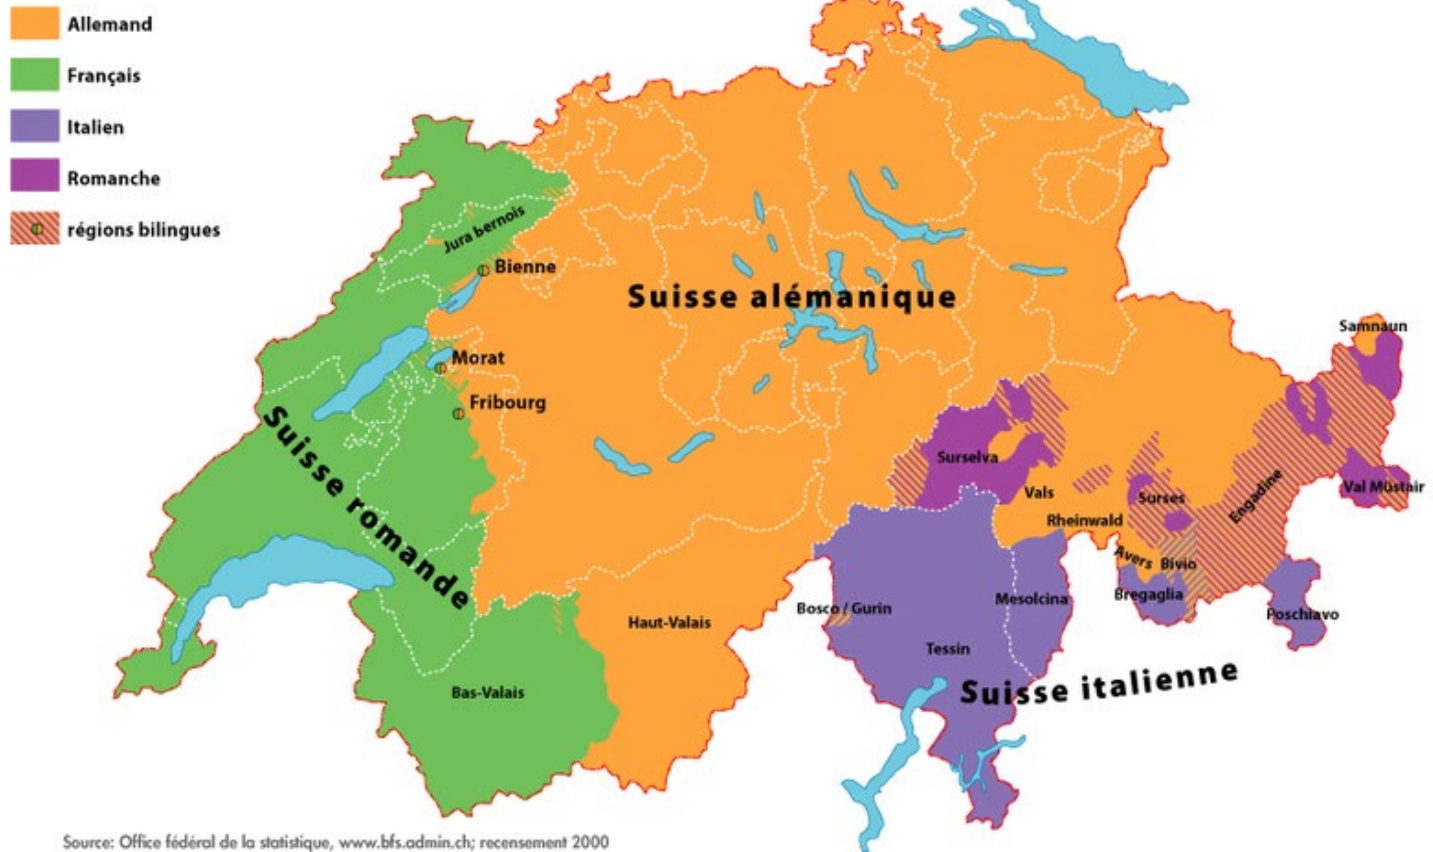 Allemand
Français
Italien
Romanche
régions bilingues
Jura bernois
Bienne
Suisse alémanique
Samnaun
Morat
Fribourg
Suisse romande
Surselva
Vals
Surses
Engadine
Val Müstair
Rheinwald
Avers
Bivio
Bregaglia
Mesolcina
Bosco / Gurin
Poschiavo
Haut-Valais
Tessin
Suisse italienne
Bas-Valais
Source: Office fédéral de la statistique, www.bfs.admin.ch; recensement 2000